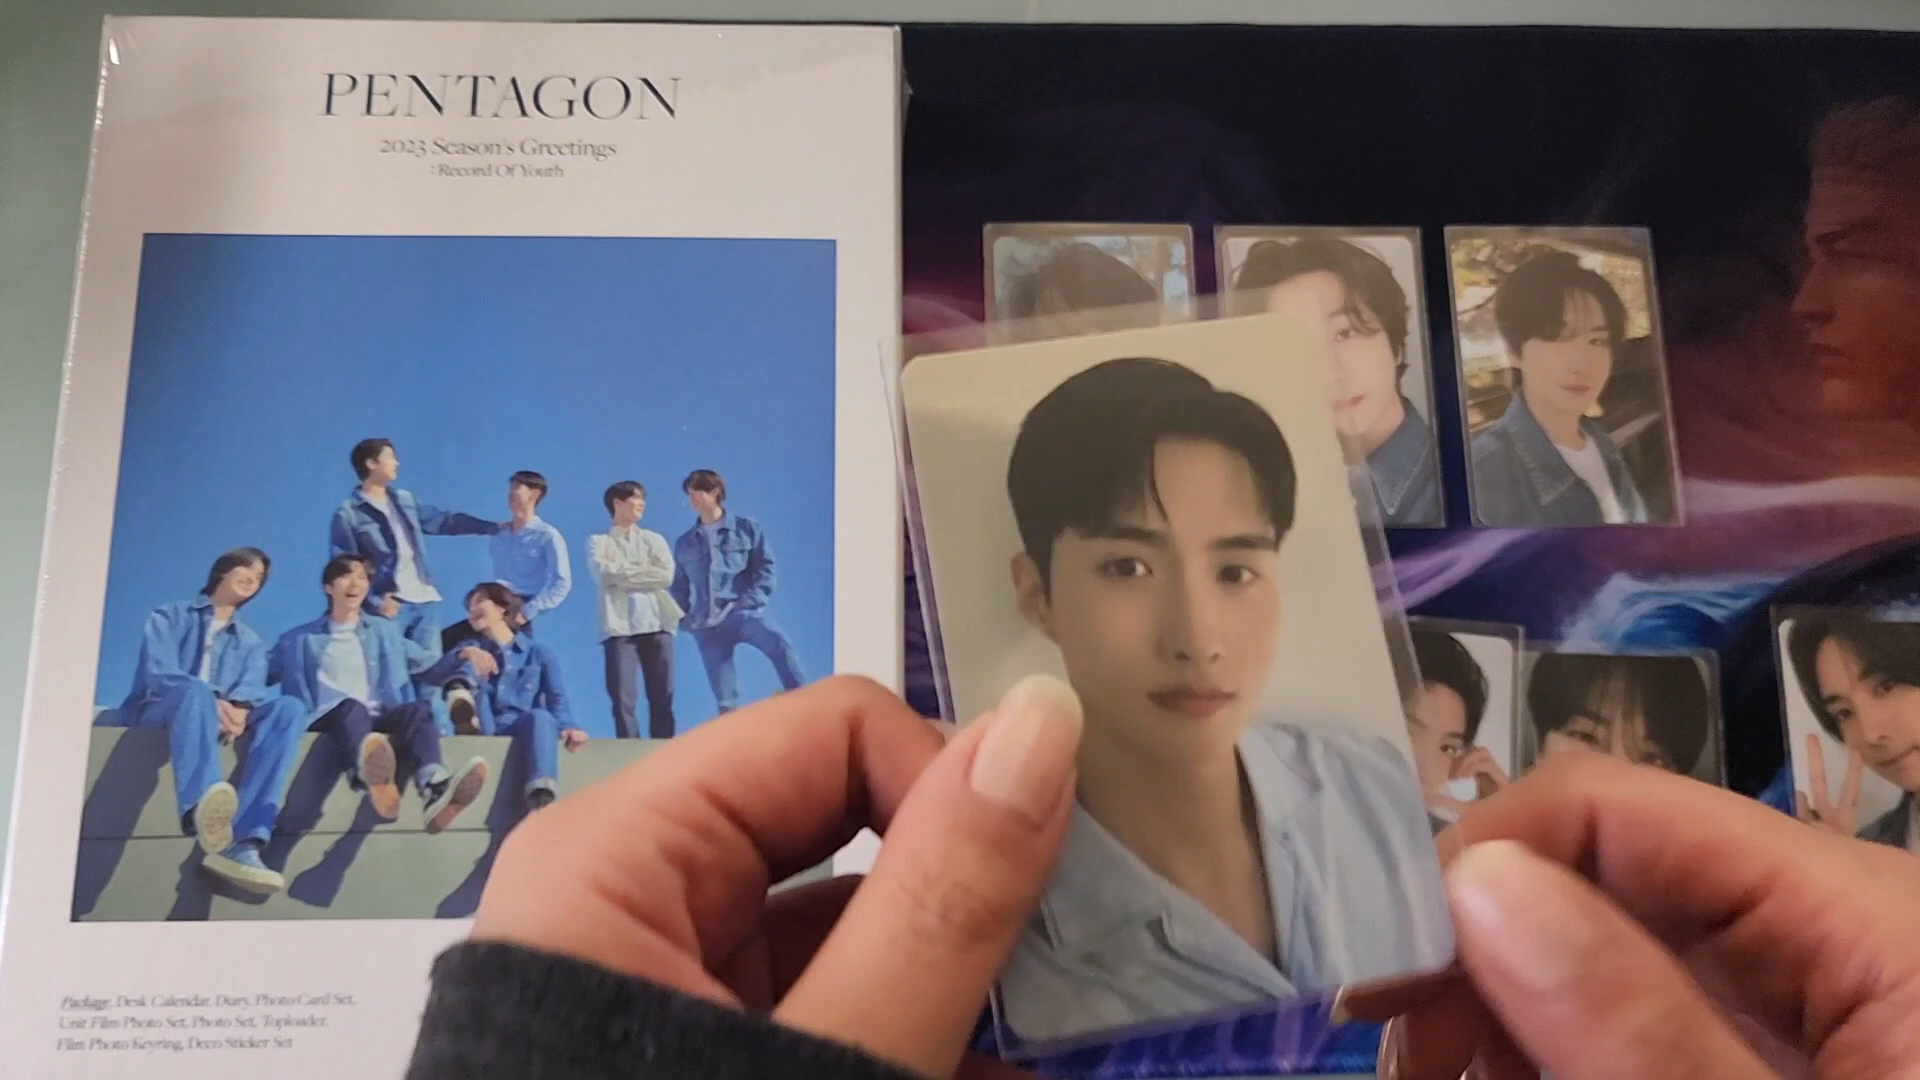 PENTAGON
2023 Season's Greetings
: Record Of Youth
Package. Desk Calendar, Diary, Photo Card Set,
Unit Film Photo Set, Photo Set, Toploader,
Film Photo Keyring, Deco Sticker Set